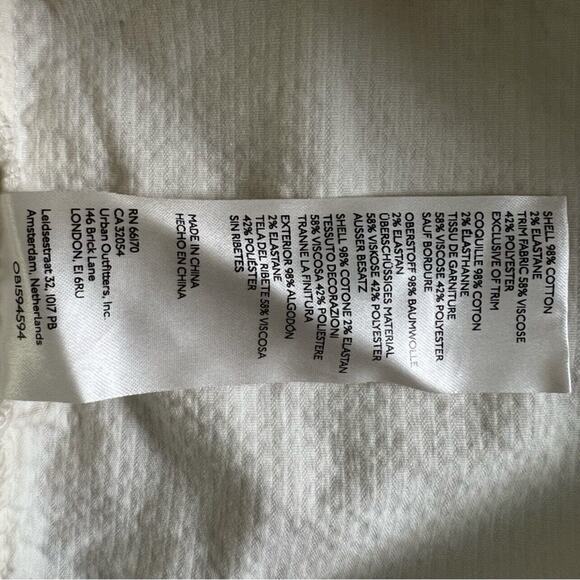 SHELL 98% COTTON
2% ELASTANE
TRIM FABRIC 58% VISCOSE
42% POLYESTER
EXCLUSIVE OF TRIM
COQUILLE 98% COTON
2% ÉLASTHANNE
TISSU DE GARNITURE
58% VISCOSE 42% POLYESTER
SAUF BORDURE
OBERSTOFF 98% BAUMWOLLE
2% ELASTAN
ÜBERSCHÜSSIGES MATERIAL
58% VISKOSE 42% POLYESTER
AUSSER BESATZ
SHELL 98% COTONE 2% ELASTAN
TESSUTO DECORAZIONI
58% VISCOSA 42% POLIESTERE
TRANNE LA FINITURA
EXTERIOR 98% ALGODÓN
2% ELASTANE
TELA DEL RIBETE 58% VISCOSA
42% POLIÉSTER
SIN RIBETES
MADE IN CHINA
HECHO EN CHINA
RN 66170
CA 32054
Urban Outfitters, Inc.
146 Brick Lane
LONDON, E1 6RU
Leidsestraat 32, 1017 PB
Amsterdam, Netherlands
OB1594594